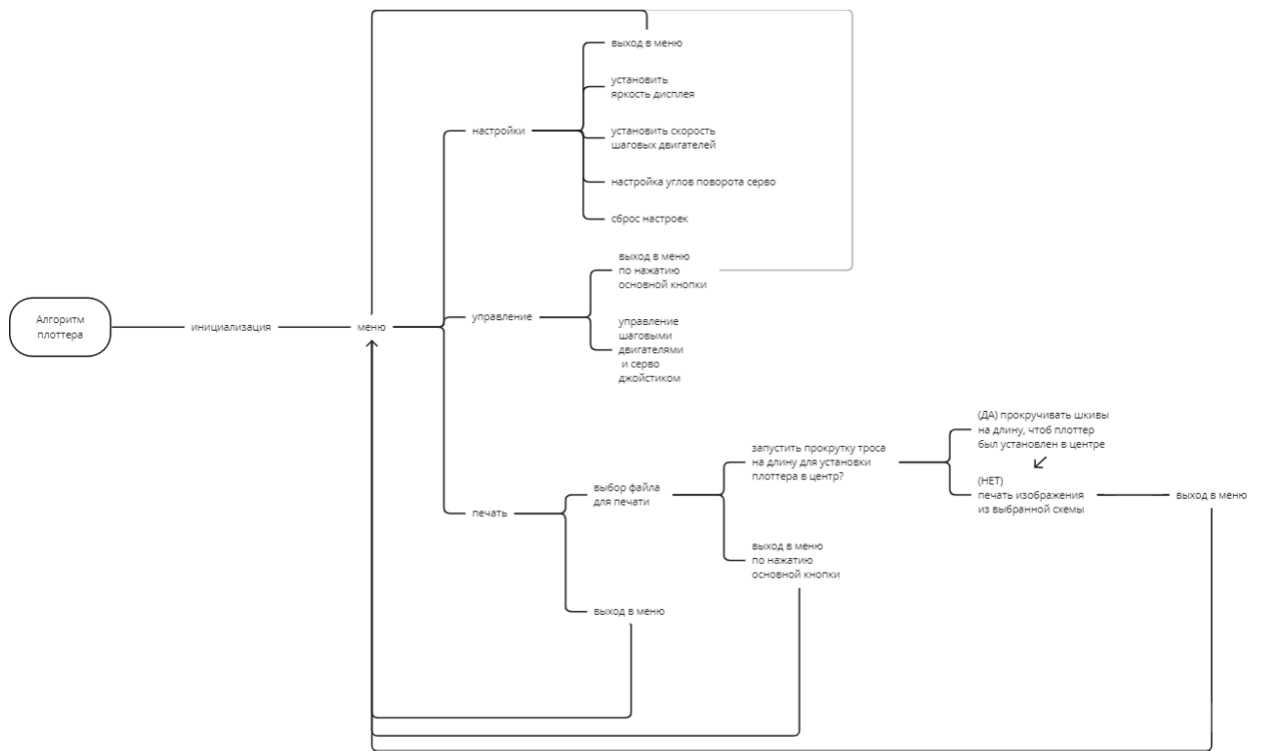 выход в меню
установить
яркость дисплея
настройки
установить скорость
шаговых двигателей
настройка углов поворота серво
сброс настроек
выход в меню
по нажатию
основной кнопки
Алгоритм
плоттера
инициализация
меню
управление
управление
шаговыми
двигателями
и серво
джойстиком
(ДА) прокручивать шкивы
на длину, чтоб плоттер
был установлен в центре
запустить прокрутку троса
на длину для установки
плоттера в центр?
(НЕТ)
печать изображения
из выбранной схемы
выход в меню
выбор файла
для печати
печать
выход в меню
по нажатию
основной кнопки
выход в меню